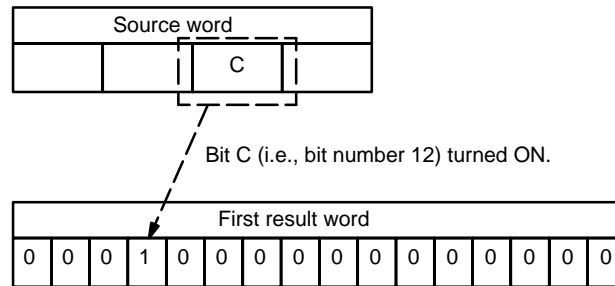 Source word
C
Bit C (i.e., bit number 12) turned ON.
First result word
0 0 0 1 0 0 0 0 0 0 0 0 0 0 0 0